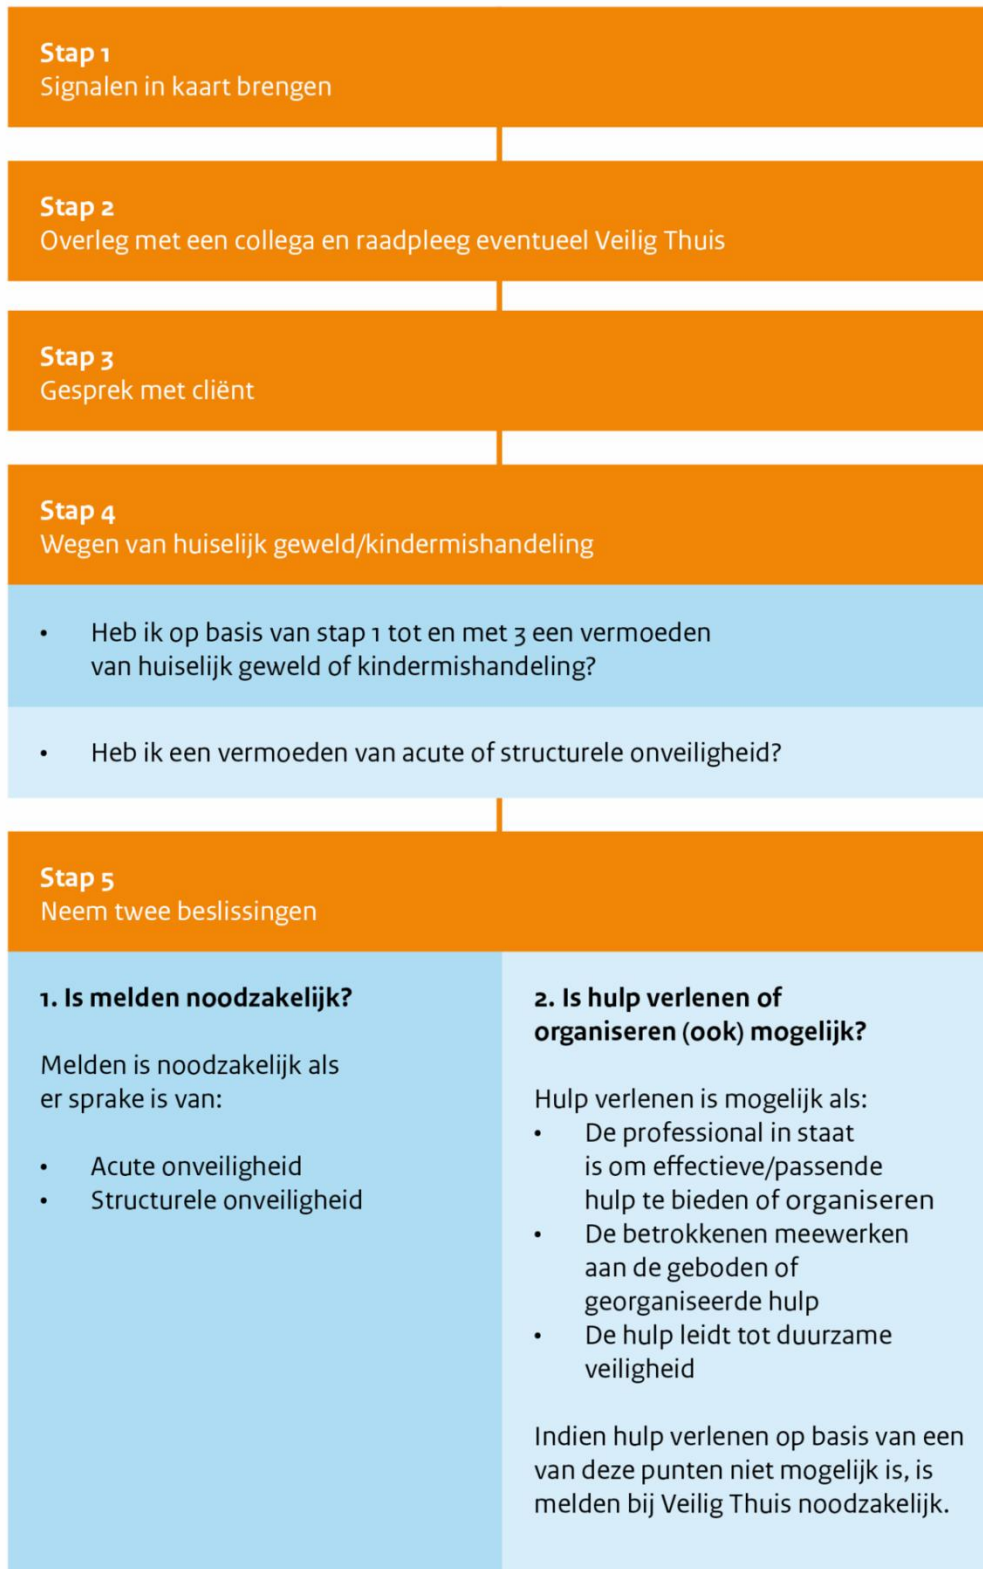 Stap 1
Signalen in kaart brengen
Stap 2
Overleg met een collega en raadpleeg eventueel Veilig Thuis
Stap 3
Gesprek met cliënt
Stap 4
Wegen van huiselijk geweld/kindermishandeling
• Heb ik op basis van stap 1 tot en met 3 een vermoeden
van huiselijk geweld of kindermishandeling?
• Heb ik een vermoeden van acute of structurele onveiligheid?
Stap 5
Neem twee beslissingen
1. Is melden noodzakelijk?
Melden is noodzakelijk als
er sprake is van:
• Acute onveiligheid
• Structurele onveiligheid
2. Is hulp verlenen of
organiseren (ook) mogelijk?
Hulp verlenen is mogelijk als:
• De professional in staat
is om effectieve/passende
hulp te bieden of organiseren
• De betrokkenen meewerken
aan de geboden of
georganiseerde hulp
• De hulp leidt tot duurzame
veiligheid
Indien hulp verlenen op basis van een
van deze punten niet mogelijk is, is
melden bij Veilig Thuis noodzakelijk.